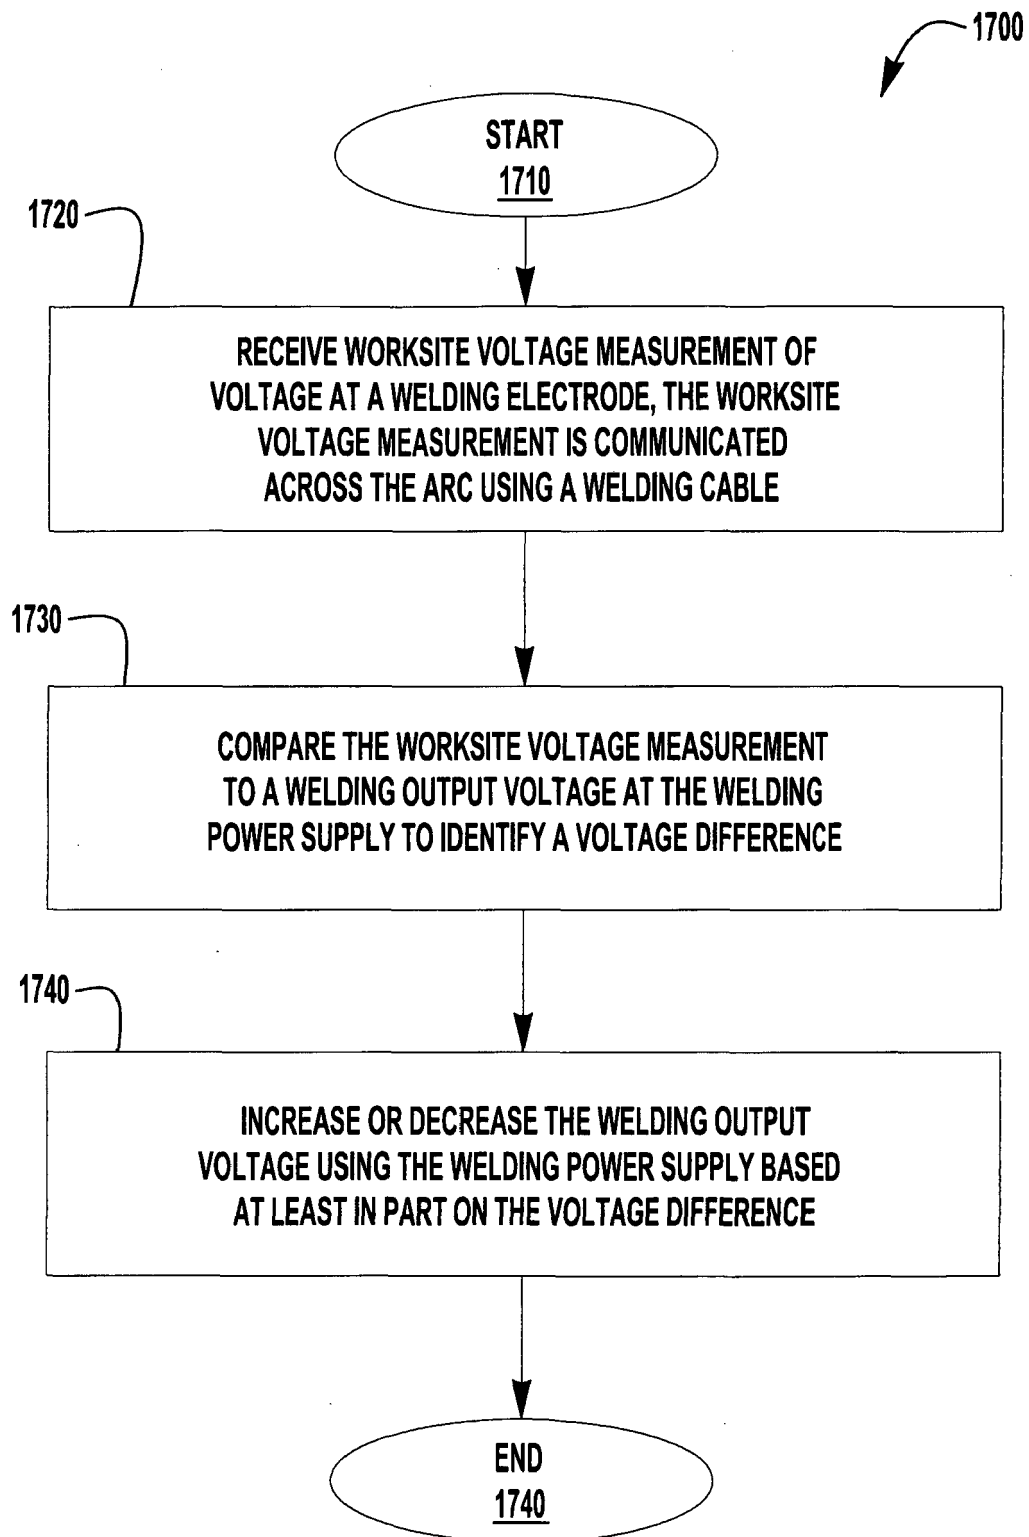 1700
START
1710
1720
RECEIVE WORKSITE VOLTAGE MEASUREMENT OF
VOLTAGE AT A WELDING ELECTRODE, THE WORKSITE
VOLTAGE MEASUREMENT IS COMMUNICATED
ACROSS THE ARC USING A WELDING CABLE
1730
COMPARE THE WORKSITE VOLTAGE MEASUREMENT
TO A WELDING OUTPUT VOLTAGE AT THE WELDING
POWER SUPPLY TO IDENTIFY A VOLTAGE DIFFERENCE
1740
INCREASE OR DECREASE THE WELDING OUTPUT
VOLTAGE USING THE WELDING POWER SUPPLY BASED
AT LEAST IN PART ON THE VOLTAGE DIFFERENCE
END
1740